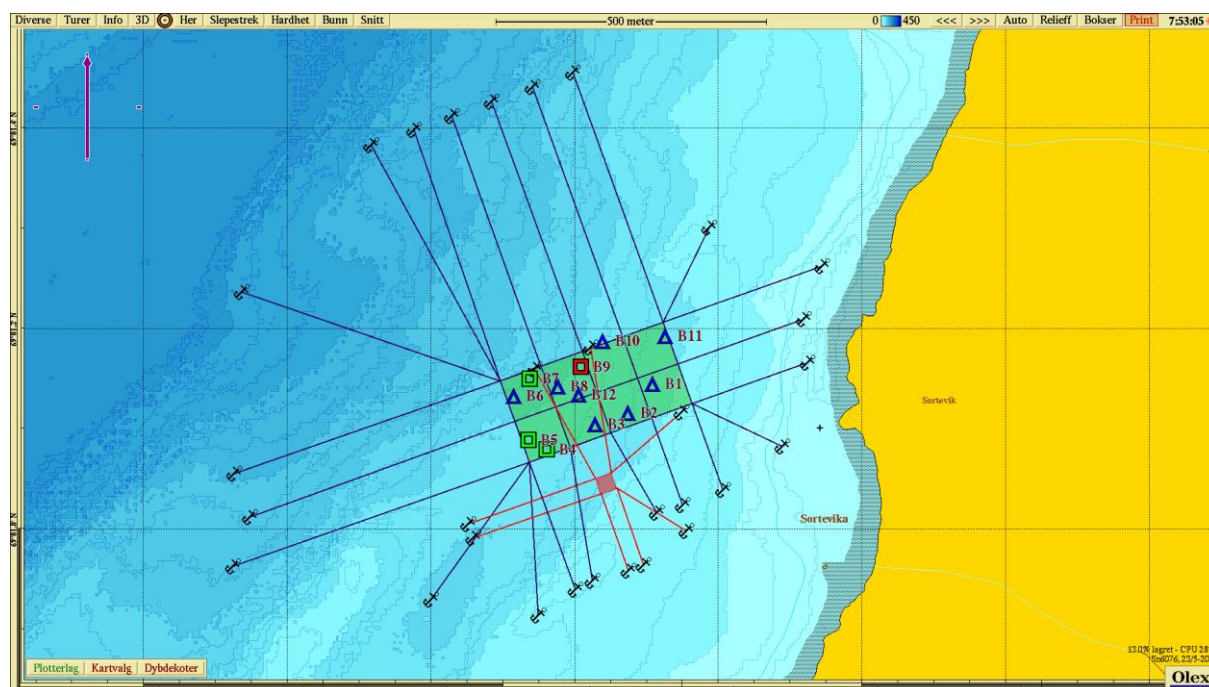 Diverse Turer Info 3D Her Slepestrek Hardhet Bunn Snitt 500 meter 0 450 <<< >>> Auto Relieff Bokser Print 7:53:05
B10 B11
B9
B7
B8 B1
B6 B12
B2
B3
B5
B4
Sortevik
Sortevika
Plotterlag Kartvalg Dybdekoter
lagret - CPU
Olex